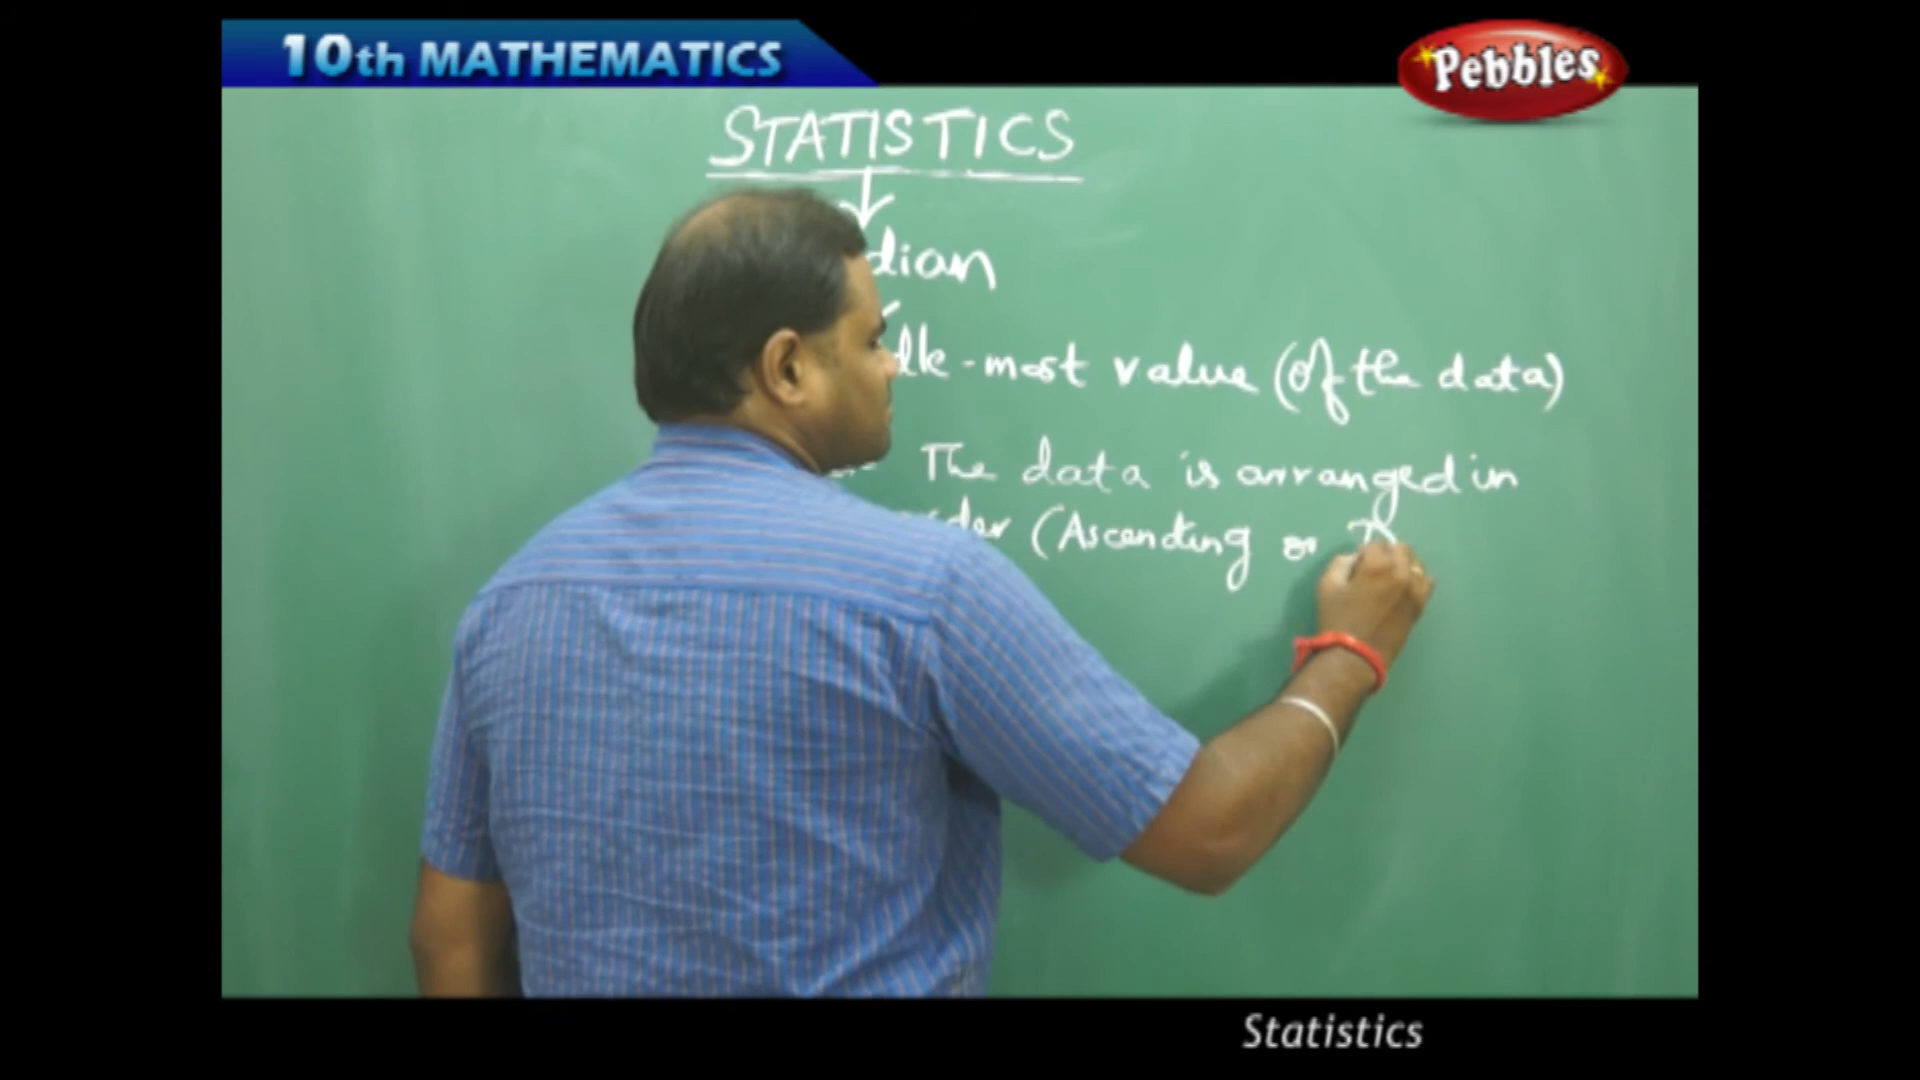 10th MATHEMATICS
Pebbles
STATISTICS
dian
dle-most value (of the data)
The data is arranged in
der (Ascending or D
Statistics